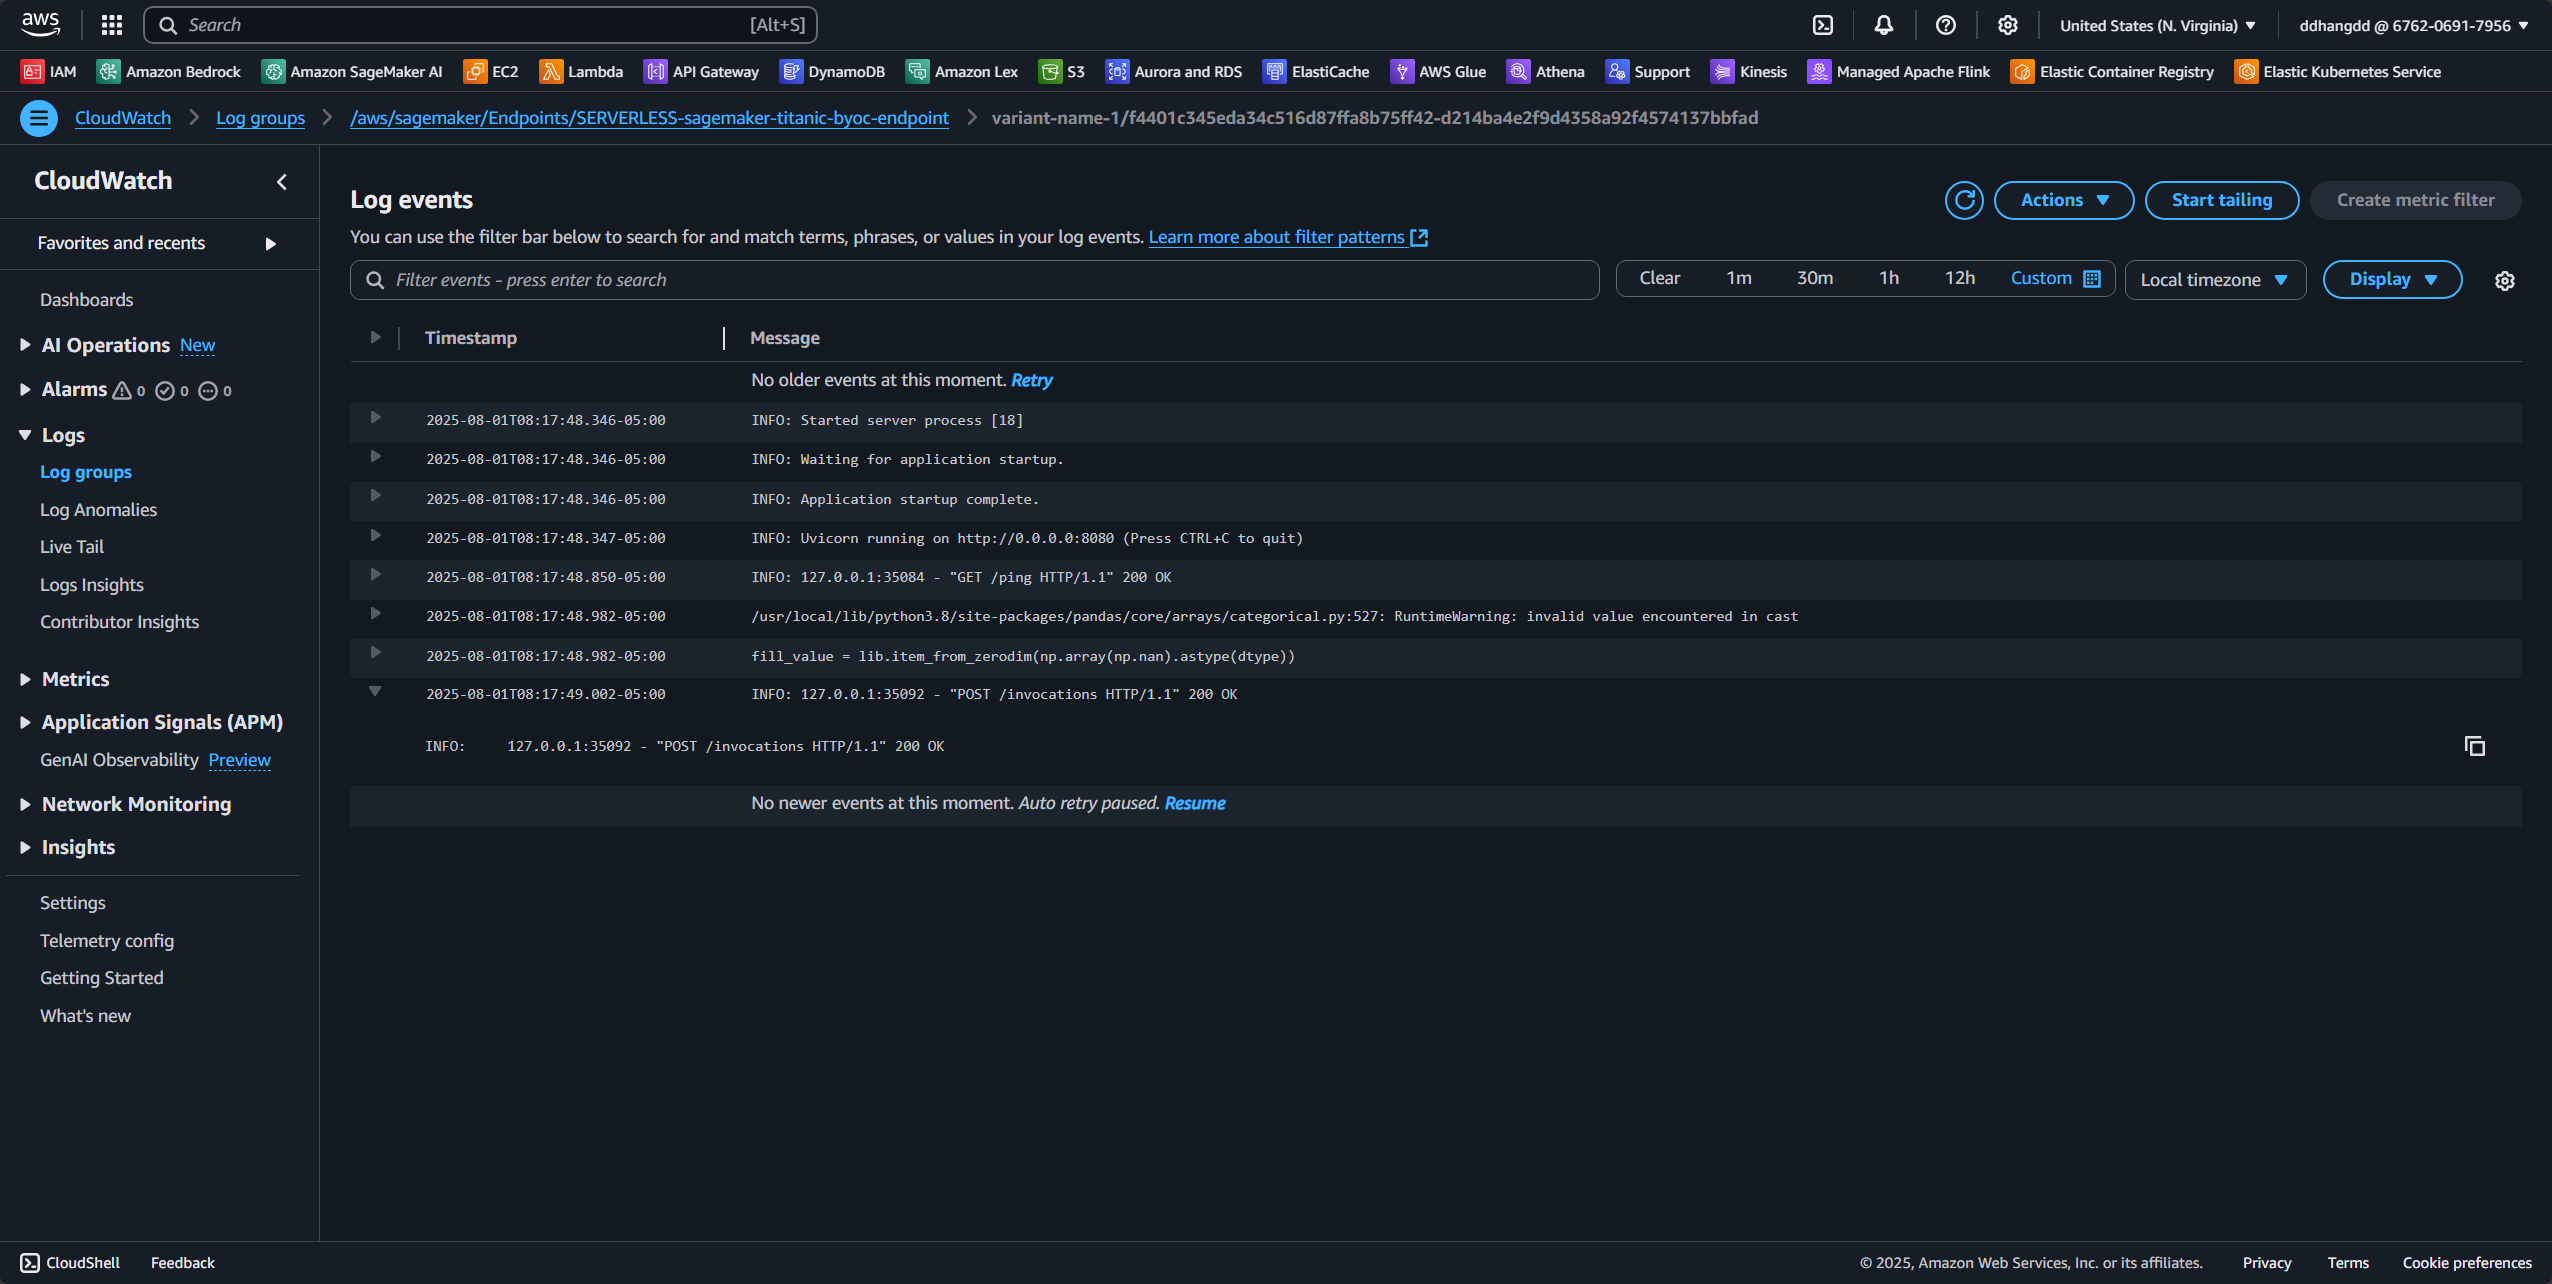 aws
Search [Alt+S]
United States (N. Virginia)
ddhangdd @ 6762-0691-7956
IAM
Amazon Bedrock
Amazon SageMaker AI
EC2
Lambda
API Gateway
DynamoDB
Amazon Lex
S3
Aurora and RDS
ElastiCache
AWS Glue
Athena
Support
Kinesis
Managed Apache Flink
Elastic Container Registry
Elastic Kubernetes Service
CloudWatch
Log groups
/aws/sagemaker/Endpoints/SERVERLESS-sagemaker-titanic-byoc-endpoint
variant-name-1/f4401c345eda34c516d87ffa8b75ff42-d214ba4e2f9d4358a92f4574137bbfad
CloudWatch
Favorites and recents
Dashboards
AI Operations New
Alarms 0 0 0
Logs
Log groups
Log Anomalies
Live Tail
Logs Insights
Contributor Insights
Metrics
Application Signals (APM)
GenAI Observability Preview
Network Monitoring
Insights
Settings
Telemetry config
Getting Started
What's new
Log events
Actions
Start tailing
Create metric filter
You can use the filter bar below to search for and match terms, phrases, or values in your log events. Learn more about filter patterns
Filter events - press enter to search
Clear 1m 30m 1h 12h Custom
Local timezone
Display
Timestamp Message
No older events at this moment. Retry
2025-08-01T08:17:48.346-05:00 INFO: Started server process [18]
2025-08-01T08:17:48.346-05:00 INFO: Waiting for application startup.
2025-08-01T08:17:48.346-05:00 INFO: Application startup complete.
2025-08-01T08:17:48.347-05:00 INFO: Uvicorn running on http://0.0.0.0:8080 (Press CTRL+C to quit)
2025-08-01T08:17:48.850-05:00 INFO: 127.0.0.1:35084 - "GET /ping HTTP/1.1" 200 OK
2025-08-01T08:17:48.982-05:00 /usr/local/lib/python3.8/site-packages/pandas/core/arrays/categorical.py:527: RuntimeWarning: invalid value encountered in cast
2025-08-01T08:17:48.982-05:00 fill_value = lib.item_from_zerodim(np.array(np.nan).astype(dtype))
2025-08-01T08:17:49.002-05:00 INFO: 127.0.0.1:35092 - "POST /invocations HTTP/1.1" 200 OK
INFO: 127.0.0.1:35092 - "POST /invocations HTTP/1.1" 200 OK
No newer events at this moment. Auto retry paused. Resume
CloudShell
Feedback
© 2025, Amazon Web Services, Inc. or its affiliates.
Privacy
Terms
Cookie preferences